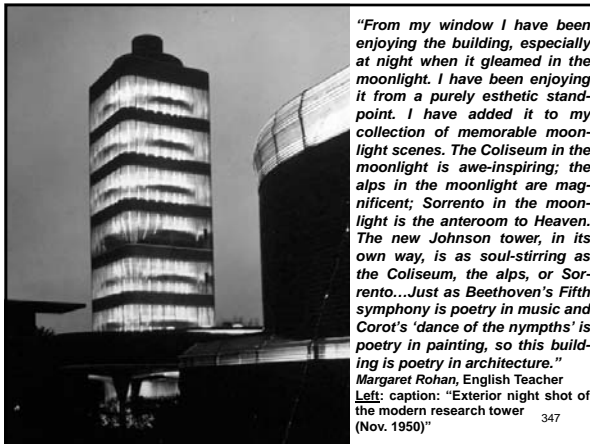 “From my window I have been
enjoying the building, especially
at night when it gleamed in the
moonlight. I have been enjoying
it from a purely esthetic stand-
point. I have added it to my
collection of memorable moon-
light scenes. The Coliseum in the
moonlight is awe-inspiring; the
alps in the moonlight are mag-
nificent; Sorrento in the moon-
light is the anteroom to Heaven.
The new Johnson tower, in its
own way, is as soul-stirring as
the Coliseum, the alps, or Sor-
rento…Just as Beethoven’s Fifth
symphony is poetry in music and
Corot’s ‘dance of the nympths’ is
poetry in painting, so this build-
ing is poetry in architecture.”
Margaret Rohan, English Teacher
Left: caption: “Exterior night shot of
the modern research tower
(Nov. 1950)”
347